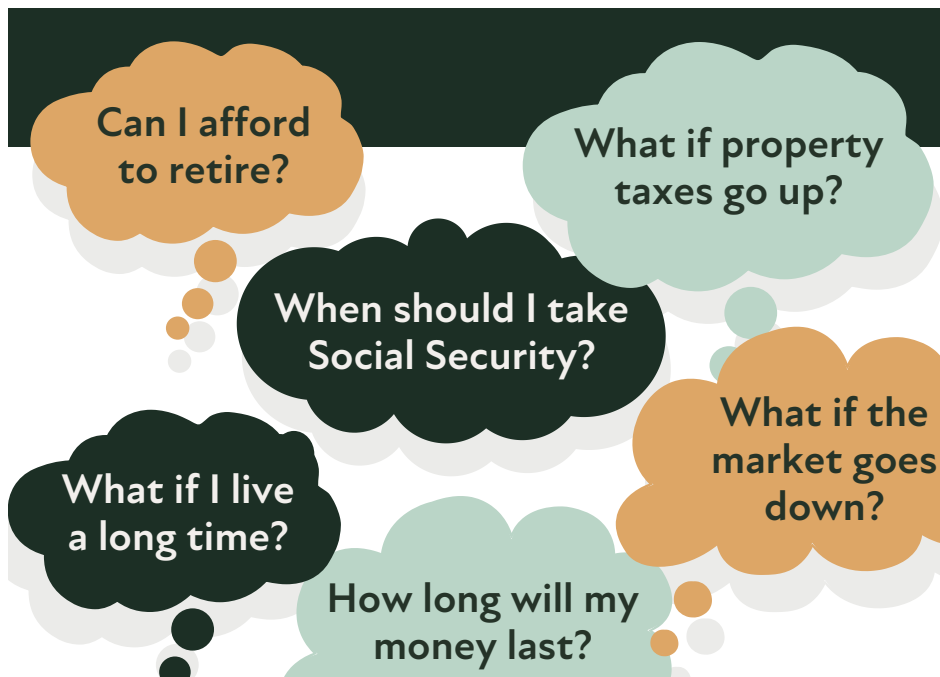 Can I afford
to retire?
What if property
taxes go up?
When should I take
Social Security?
What if the
market goes
down?
What if I live
a long time?
How long will my
money last?